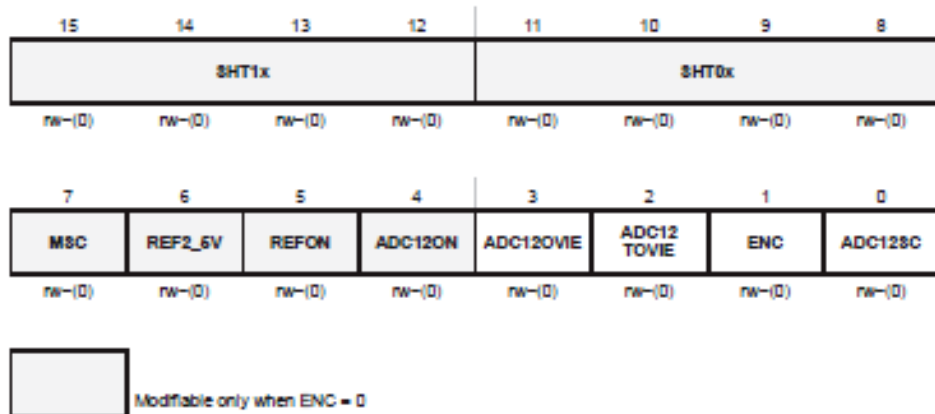 15 14 13 12 11 10 9 8
SHT1x SHT0x
rw-(0) rw-(0) rw-(0) rw-(0) rw-(0) rw-(0) rw-(0) rw-(0)
7 6 5 4 3 2 1 0
MSC REF2_5V REFON ADC12ON ADC12OVIE ADC12 TOVIE ENC ADC12SC
rw-(0) rw-(0) rw-(0) rw-(0) rw-(0) rw-(0) rw-(0) rw-(0)
Modifiable only when ENC = 0